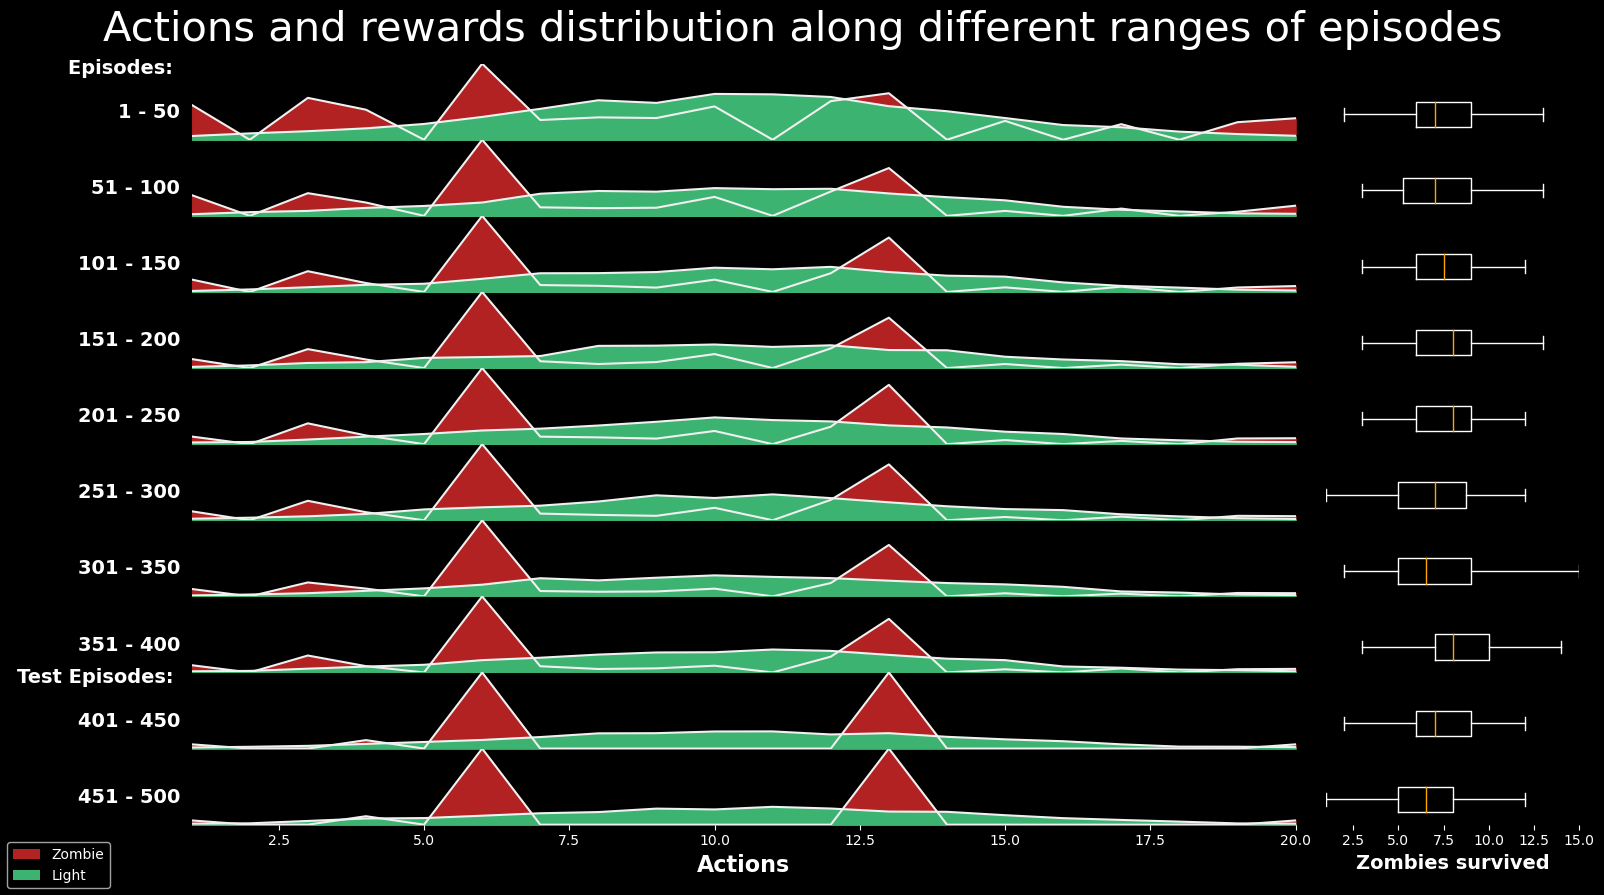 Actions and rewards distribution along different ranges of episodes
Episodes:
1 - 50
51 - 100
101 - 150
151 - 200
201 - 250
251 - 300
301 - 350
351 - 400
Test Episodes:
401 - 450
451 - 500
2.5 5.0 7.5 10.0 12.5 15.0 17.5 20.0
2.5 5.0 7.5 10.0 12.5 15.0
Actions
Zombies survived
Zombie
Light